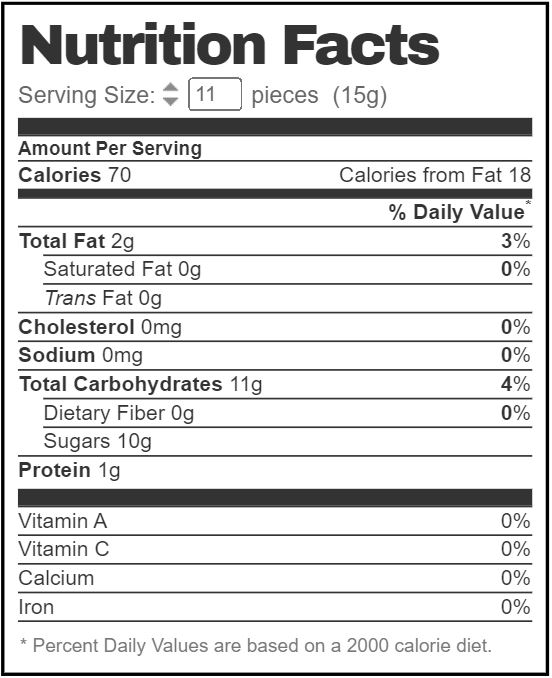 Nutrition Facts
Serving Size: 11 pieces (15g)
Amount Per Serving
Calories 70 Calories from Fat 18
% Daily Value*
Total Fat 2g 3%
Saturated Fat 0g 0%
Trans Fat 0g
Cholesterol 0mg 0%
Sodium 0mg 0%
Total Carbohydrates 11g 4%
Dietary Fiber 0g 0%
Sugars 10g
Protein 1g
Vitamin A 0%
Vitamin C 0%
Calcium 0%
Iron 0%
* Percent Daily Values are based on a 2000 calorie diet.